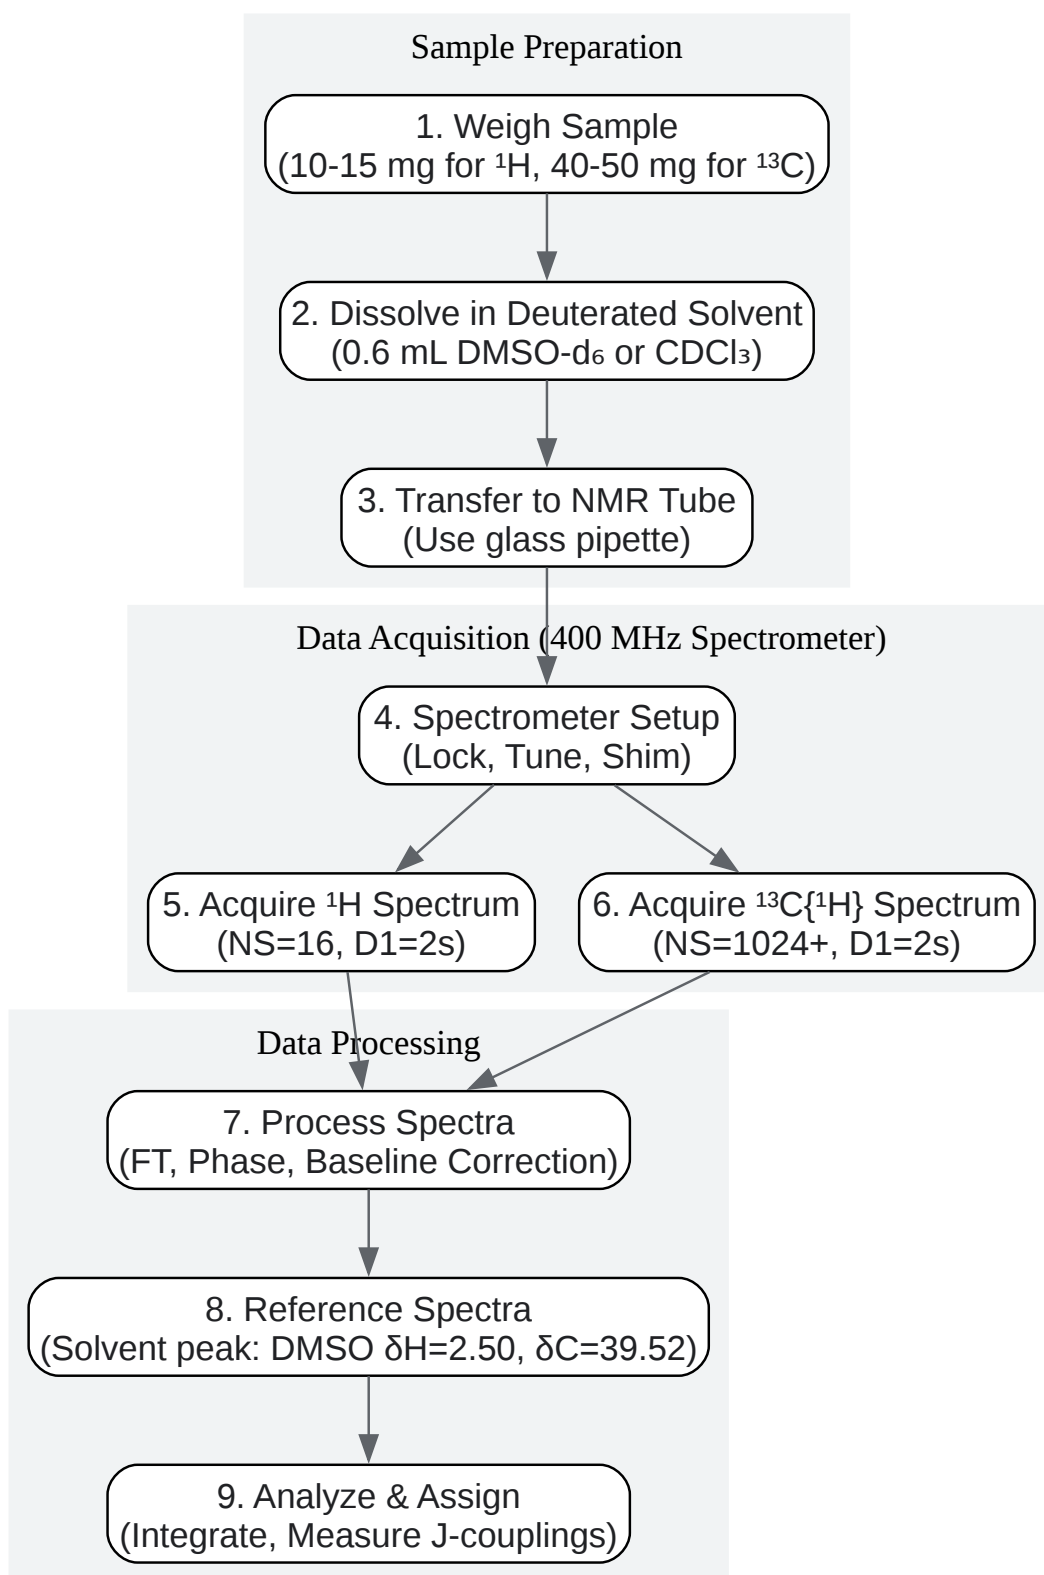 Sample Preparation
1. Weigh Sample
(10-15 mg for ¹H, 40-50 mg for ¹³C)
2. Dissolve in Deuterated Solvent
(0.6 mL DMSO-d₆ or CDCl₃)
3. Transfer to NMR Tube
(Use glass pipette)
Data Acquisition (400 MHz Spectrometer)
4. Spectrometer Setup
(Lock, Tune, Shim)
5. Acquire ¹H Spectrum
(NS=16, D1=2s)
6. Acquire ¹³C{¹H} Spectrum
(NS=1024+, D1=2s)
Data Processing
7. Process Spectra
(FT, Phase, Baseline Correction)
8. Reference Spectra
(Solvent peak: DMSO δH=2.50, δC=39.52)
9. Analyze & Assign
(Integrate, Measure J-couplings)